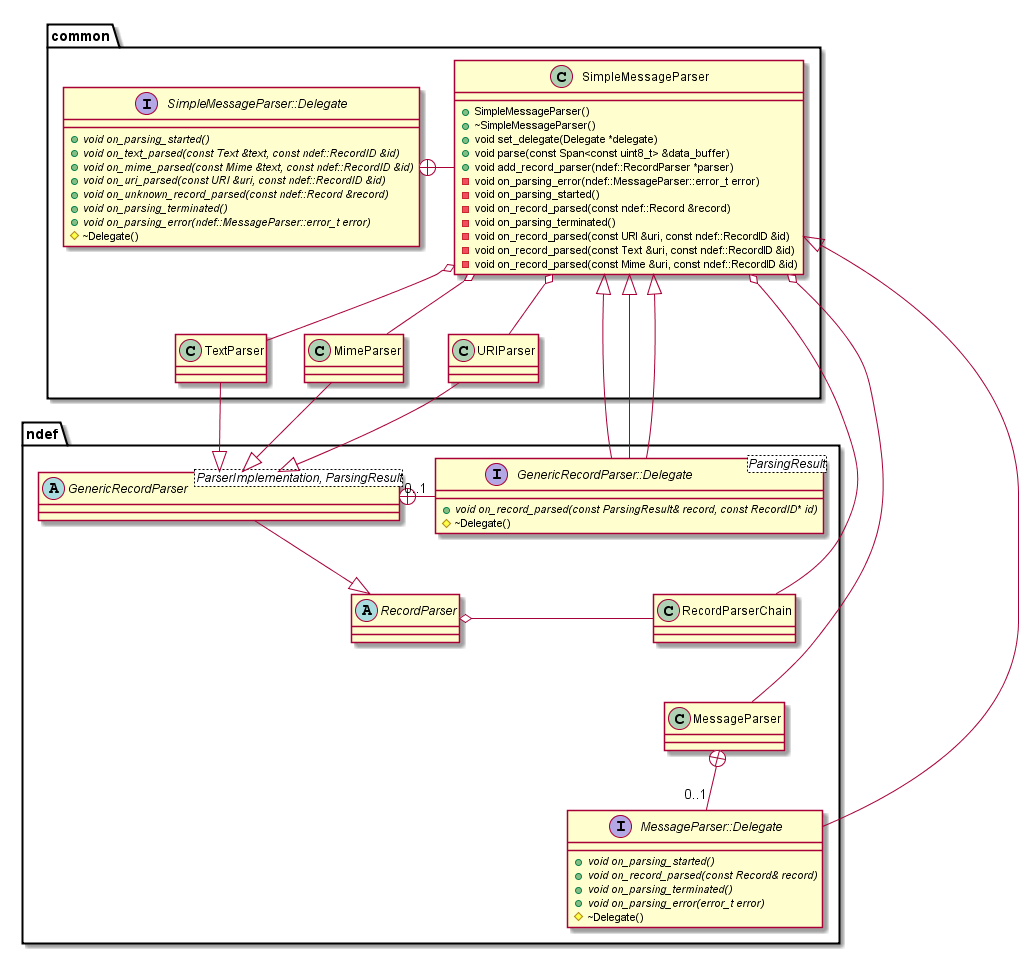 common
I SimpleMessageParser::Delegate
void on_parsing_started()
void on_text_parsed(const Text &text, const ndef::RecordID &id)
void on_mime_parsed(const Mime &text, const ndef::RecordID &id)
void on_uri_parsed(const URI &uri, const ndef::RecordID &id)
void on_unknown_record_parsed(const ndef::Record &record)
void on_parsing_terminated()
void on_parsing_error(ndef::MessageParser::error_t error)
~Delegate()
C SimpleMessageParser
SimpleMessageParser()
~SimpleMessageParser()
void set_delegate(Delegate *delegate)
void parse(const Span<const uint8_t> &data_buffer)
void add_record_parser(ndef::RecordParser *parser)
void on_parsing_error(ndef::MessageParser::error_t error)
void on_parsing_started()
void on_record_parsed(const ndef::Record &record)
void on_parsing_terminated()
void on_record_parsed(const URI &uri, const ndef::RecordID &id)
void on_record_parsed(const Text &uri, const ndef::RecordID &id)
void on_record_parsed(const Mime &uri, const ndef::RecordID &id)
C TextParser
C MimeParser
C URIParser
ndef
A GenericRecordParser
ParserImplementation, ParsingResult
0..1
I GenericRecordParser::Delegate
ParsingResult
void on_record_parsed(const ParsingResult& record, const RecordID* id)
~Delegate()
A RecordParser
C RecordParserChain
C MessageParser
0..1
I MessageParser::Delegate
void on_parsing_started()
void on_record_parsed(const Record& record)
void on_parsing_terminated()
void on_parsing_error(error_t error)
~Delegate()